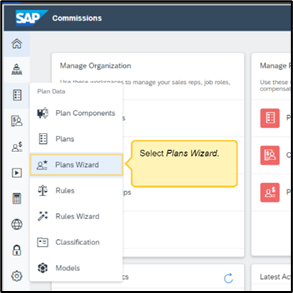 SAP Commissions
Manage Organization
Manage
Use these workspaces to manage your sales reps, job roles,
Use these
compensa
Plan Data
Plan Components
Plans
Plans Wizard
Select Plans Wizard.
Rules
Rules Wizard
Classification
Models
Latest Ac